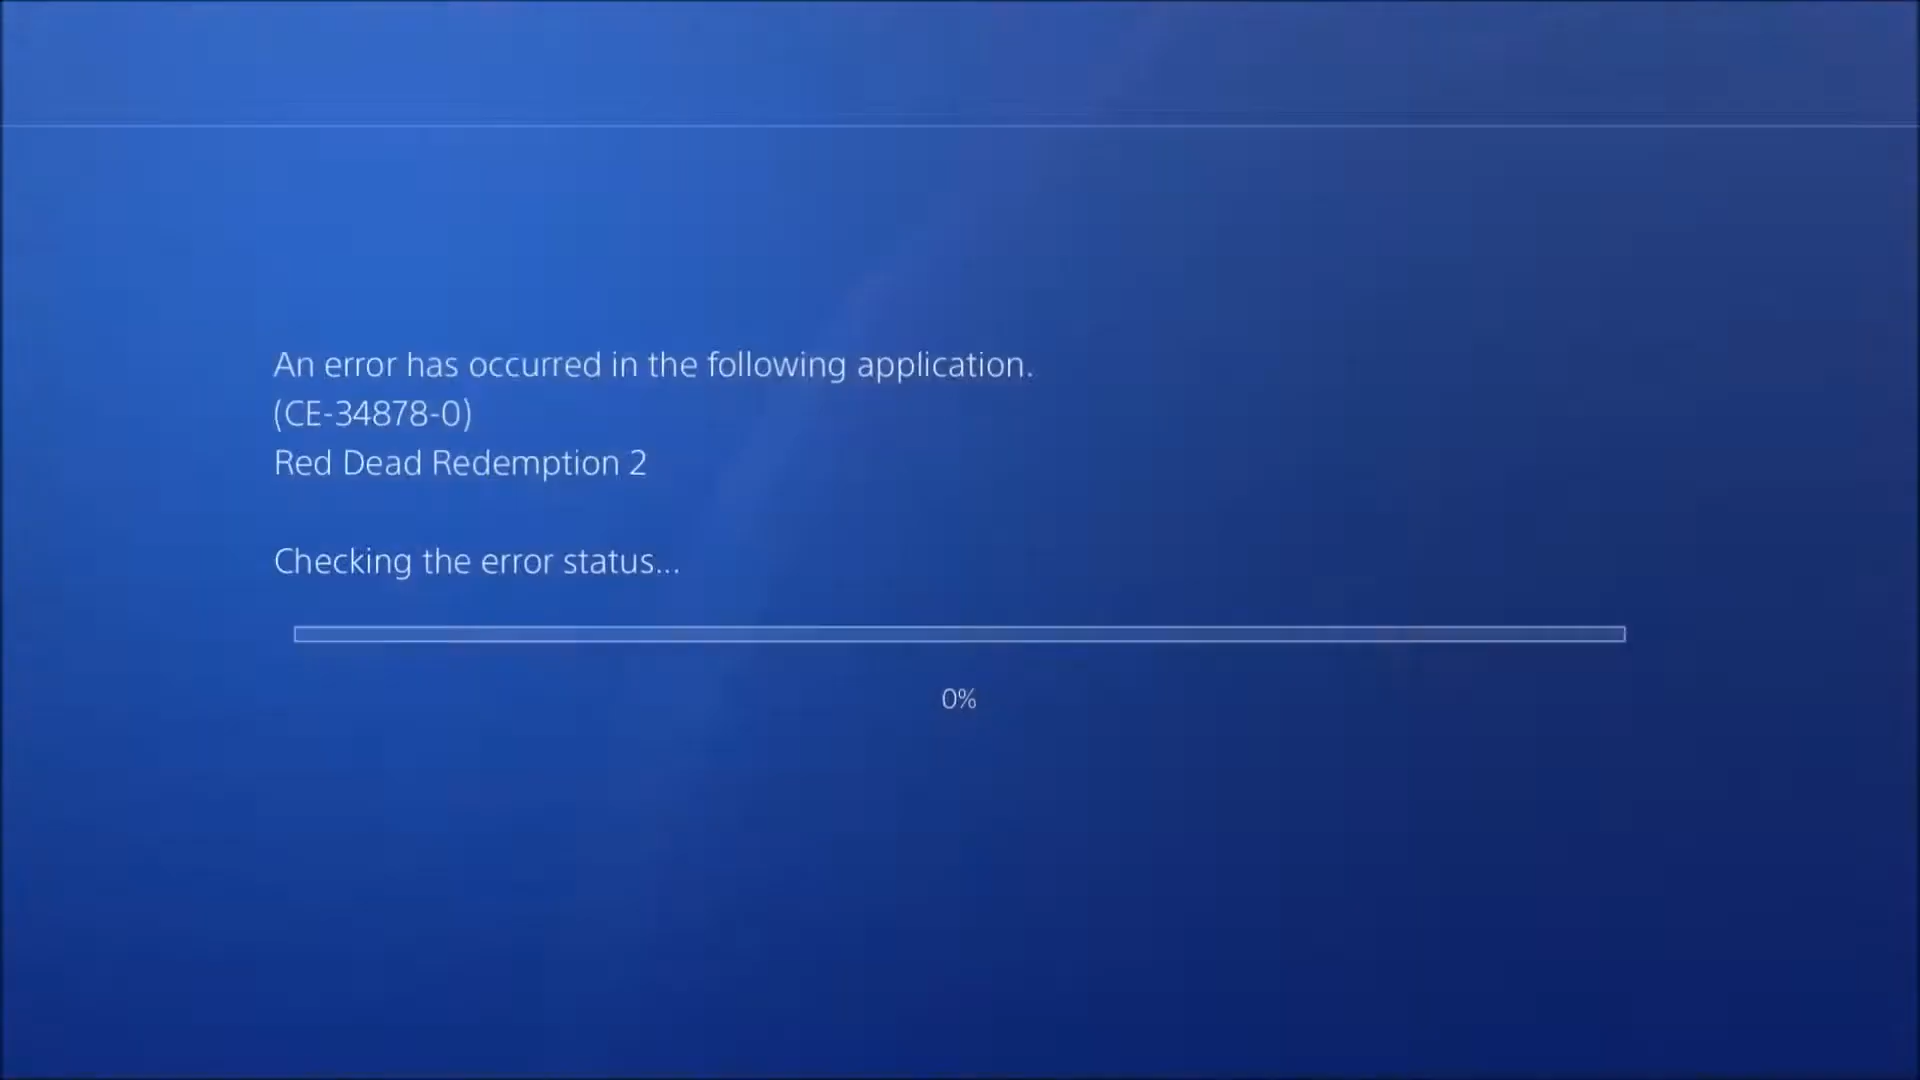 An error has occurred in the following application.
(CE-34878-0)
Red Dead Redemption 2
Checking the error status...
0%